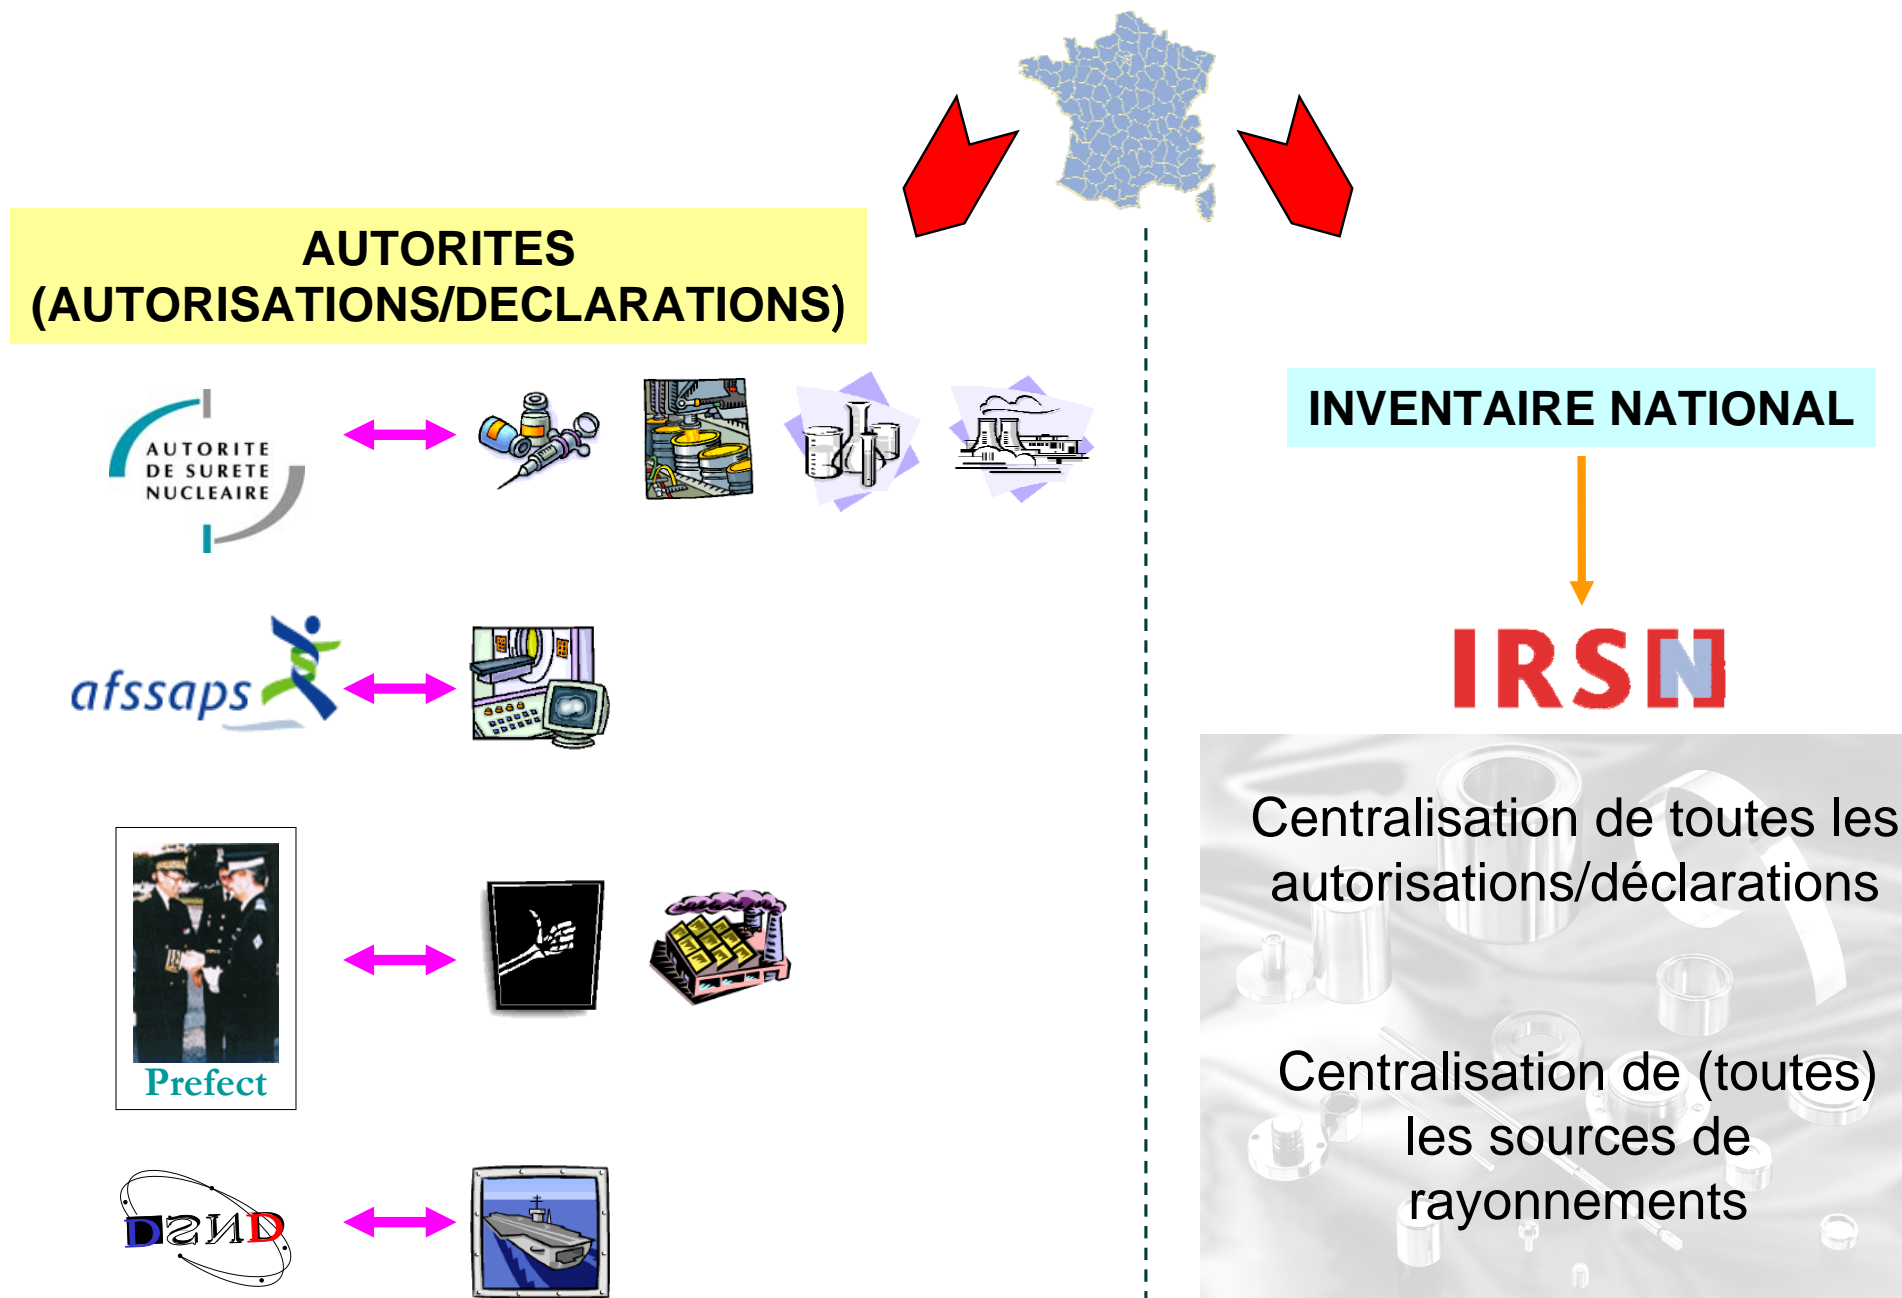 AUTORITES
(AUTORISATIONS/DECLARATIONS)
AUTORITE
DE SURETE
NUCLEAIRE
afssaps
Prefect
DSND
INVENTAIRE NATIONAL
IRSN
Centralisation de toutes les
autorisations/déclarations
Centralisation de (toutes)
les sources de
rayonnements